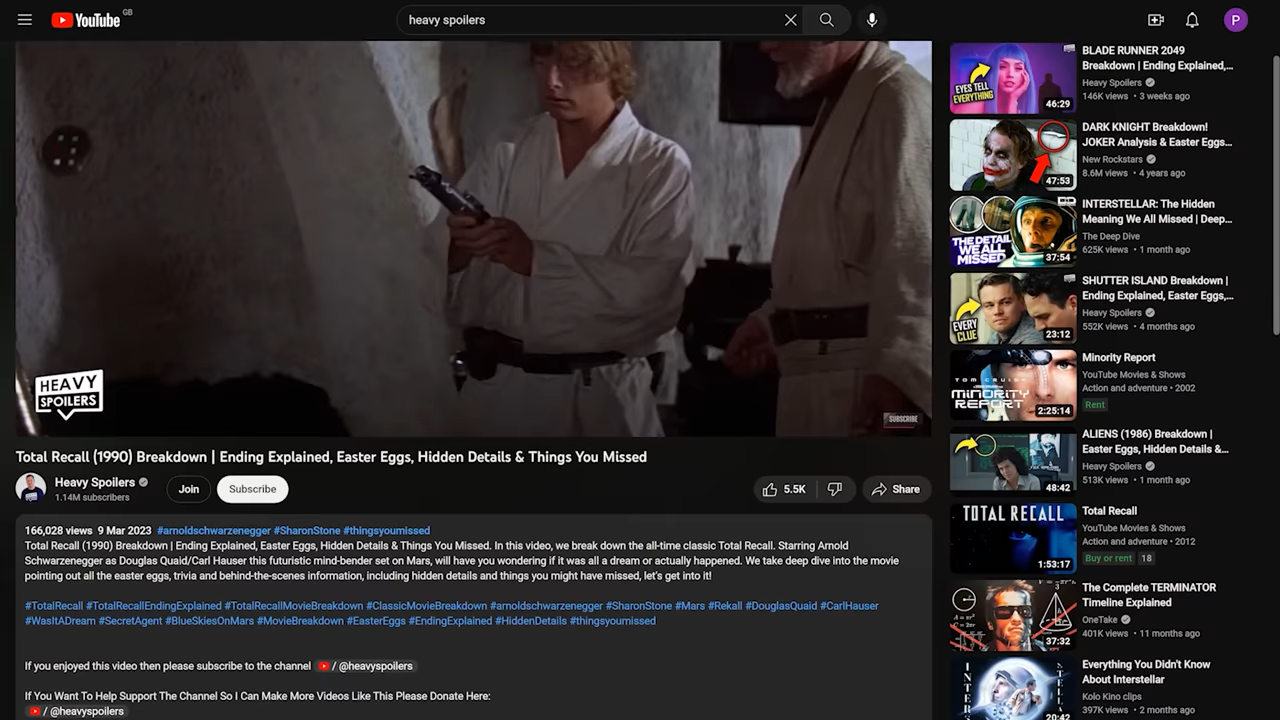 YouTube GB
heavy spoilers
P
HEAVY
SPOILERS
SUBSCRIBE
Total Recall (1990) Breakdown | Ending Explained, Easter Eggs, Hidden Details & Things You Missed
Heavy Spoilers
1.14M subscribers
Join
Subscribe
5.5K
Share
166,028 views 9 Mar 2023 #arnoldschwarzenegger #SharonStone #thingsyoumissed
Total Recall (1990) Breakdown | Ending Explained, Easter Eggs, Hidden Details & Things You Missed. In this video, we break down the all-time classic Total Recall. Starring Arnold
Schwarzenegger as Douglas Quaid/Carl Hauser this futuristic mind-bender set on Mars will have you wondering if it was all a dream or actually happened. We take deep dive into the movie
pointing out all the easter eggs, trivia and behind-the-scenes information, including hidden details and things you might have missed, let's get into it!
#TotalRecall #TotalRecallEndingExplained #TotalRecallMovieBreakdown #ClassicMovieBreakdown #arnoldschwarzenegger #SharonStone #Mars #Rekall #DouglasQuaid #CarlHauser
#WasItADream #SecretAgent #BlueSkiesOnMars #MovieBreakdown #EasterEggs #EndingExplained #HiddenDetails #thingsyoumissed
If you enjoyed this video then please subscribe to the channel / @heavyspoilers
If You Want To Help Support The Channel So I Can Make More Videos Like This Please Donate Here:
/ @heavyspoilers
EYES TELL
EVERYTHING
46:29
BLADE RUNNER 2049
Breakdown | Ending Explained,...
Heavy Spoilers
146K views • 3 weeks ago
47:53
DARK KNIGHT Breakdown!
JOKER Analysis & Easter Eggs...
New Rockstars
8.6M views • 4 years ago
THE DETAIL
WE ALL
MISSED
37:54
INTERSTELLAR: The Hidden
Meaning We All Missed | Deep...
The Deep Dive
625K views • 1 month ago
EVERY
CLUE
23:12
SHUTTER ISLAND Breakdown |
Ending Explained, Easter Eggs,...
Heavy Spoilers
552K views • 4 months ago
TOM CRUISE
MINORITY
REPORT
2:25:14
Minority Report
YouTube Movies & Shows
Action and adventure • 2002
Rent
48:42
ALIENS (1986) Breakdown |
Easter Eggs, Hidden Details &...
Heavy Spoilers
513K views • 1 month ago
TOTAL RECALL
1:53:17
Total Recall
YouTube Movies & Shows
Action and adventure • 2012
Buy or rent 18
37:32
The Complete TERMINATOR
Timeline Explained
OneTake
401K views • 11 months ago
20:42
Everything You Didn't Know
About Interstellar
Kolo Kino clips
397K views • 2 months ago